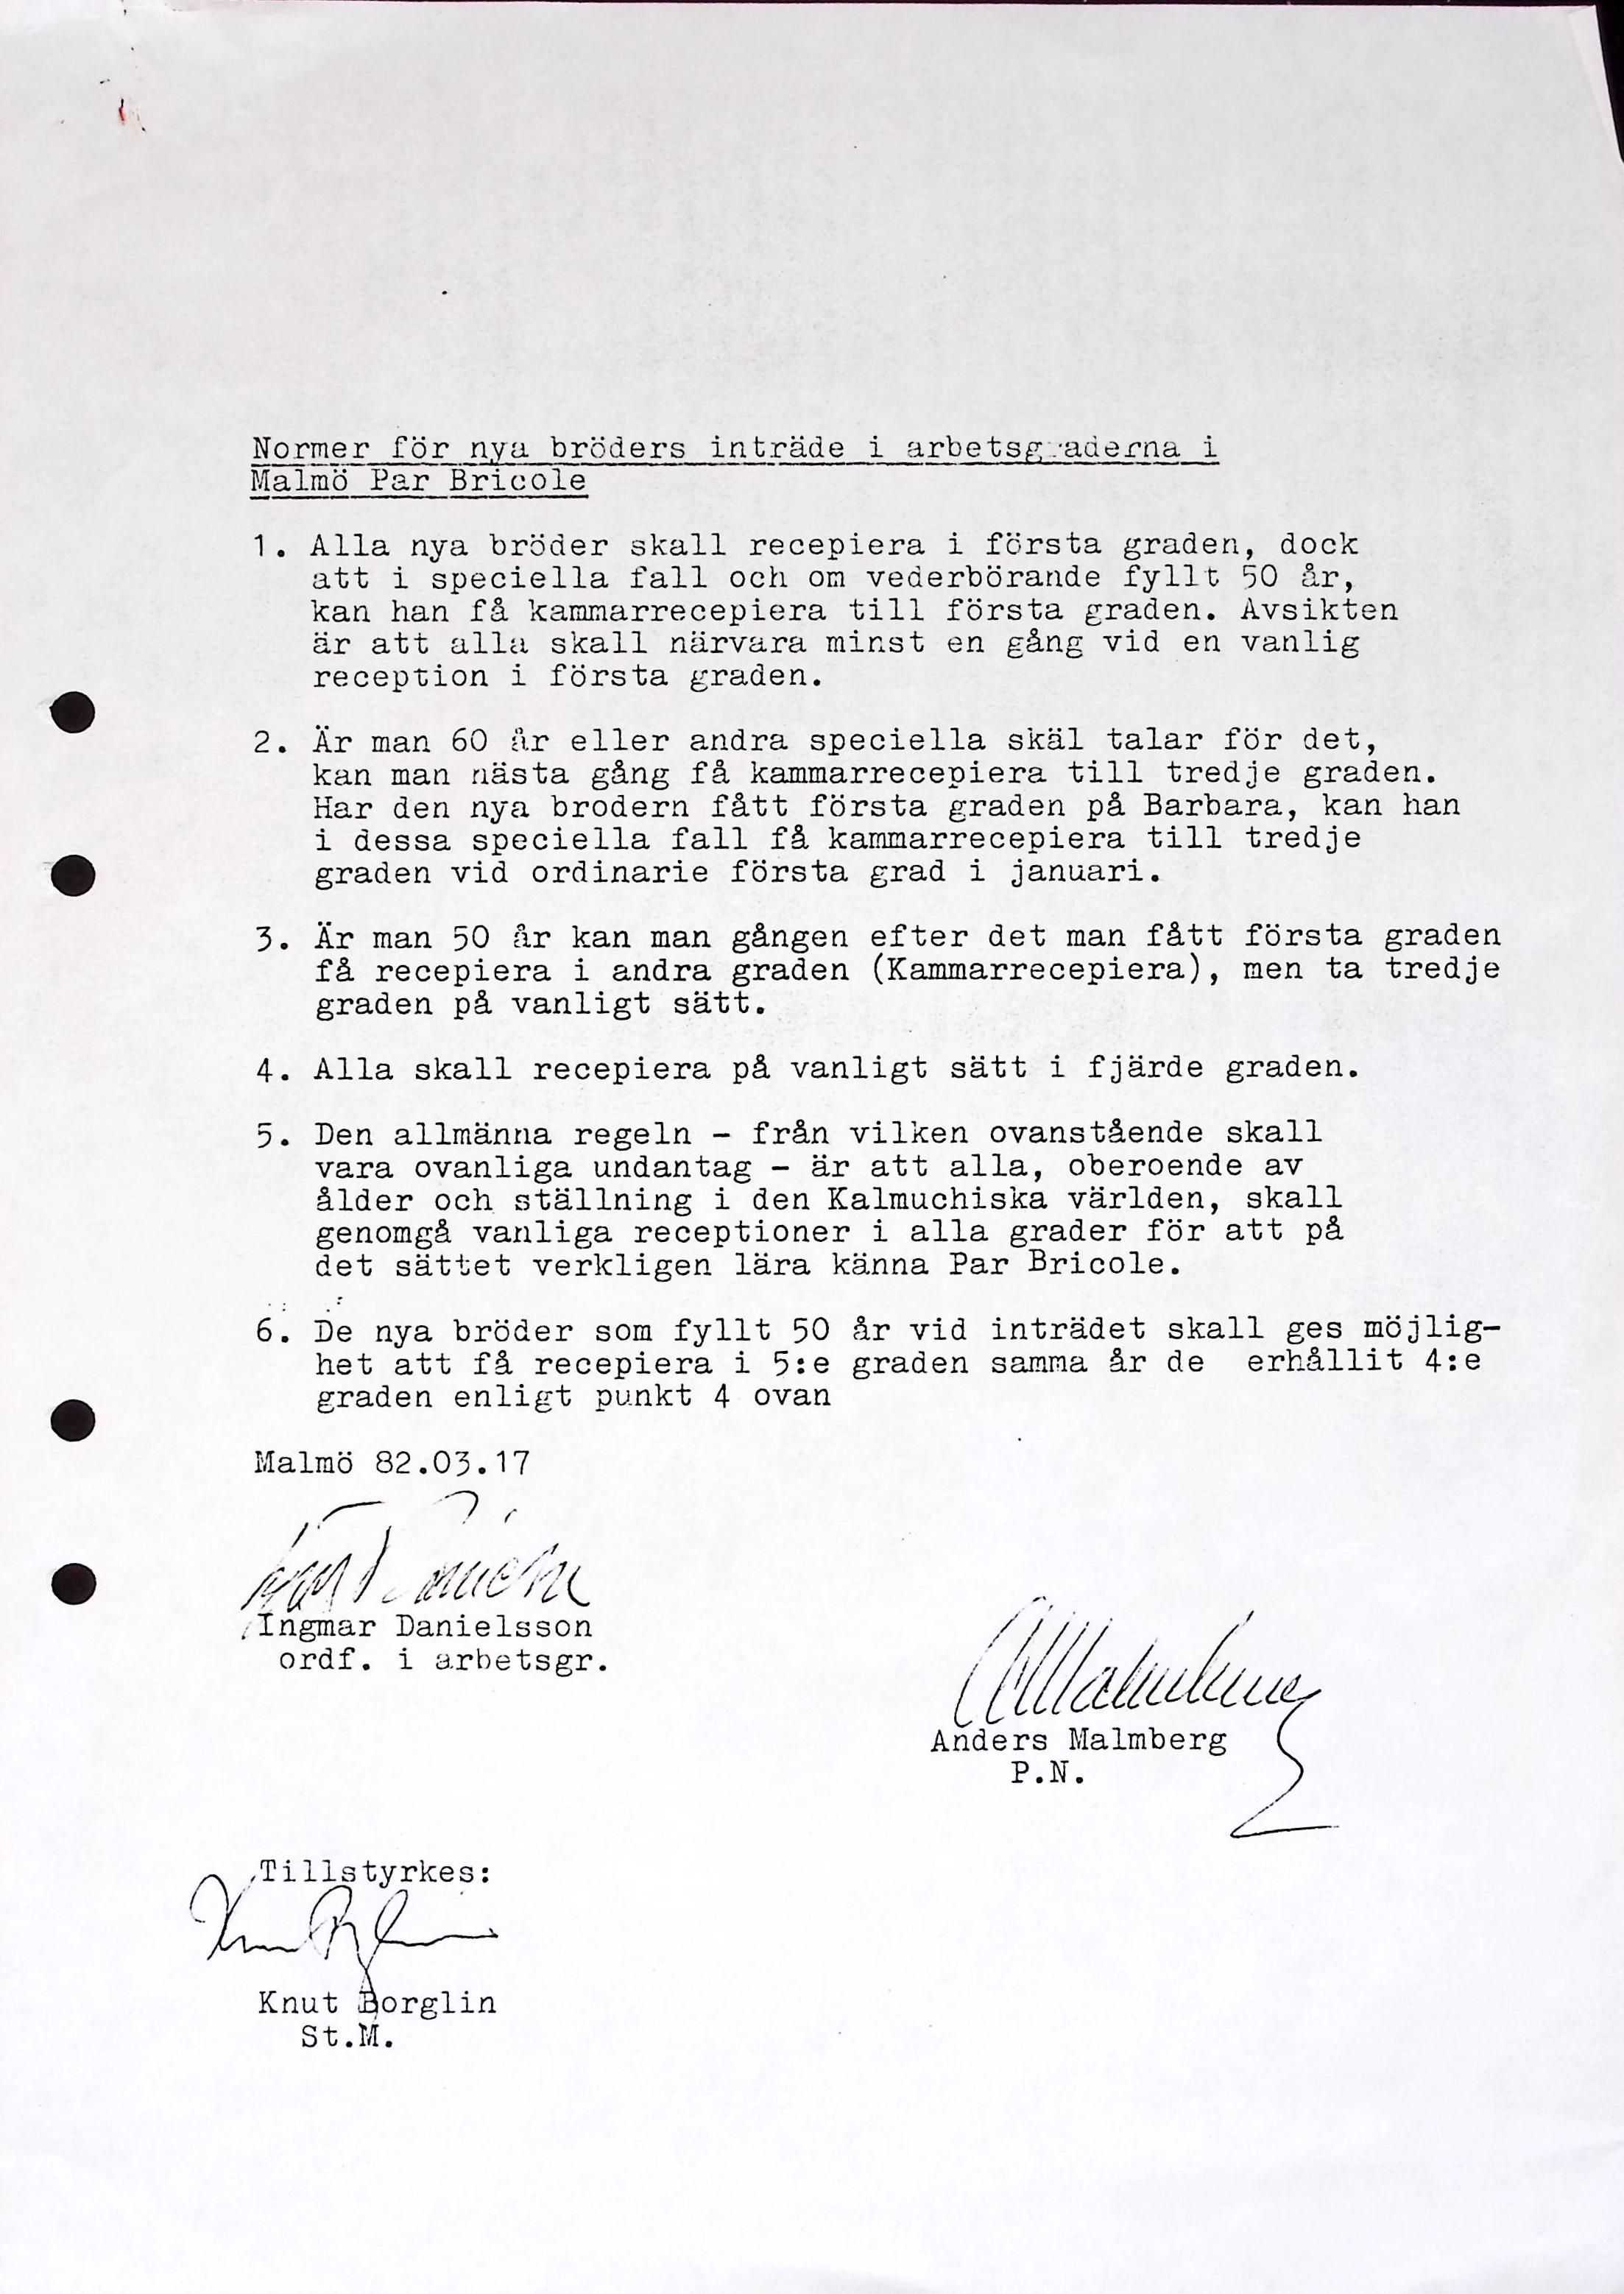 Normer för nya bröders inträde i arbetsgraderna i
Malmö Par Bricole
1. Alla nya bröder skall recepiera i första graden, dock
att i speciella fall och om vederbörande fyllt 50 år,
kan han få kammarrecepiera till första graden. Avsikten
är att alla skall närvara minst en gång vid en vanlig
reception i första graden.
2. Är man 60 år eller andra speciella skäl talar för det,
kan man nästa gång få kammarrecepiera till tredje graden.
Har den nya brodern fått första graden på Barbara, kan han
i dessa speciella fall få kammarrecepiera till tredje
graden vid ordinarie första grad i januari.
3. Är man 50 år kan man gången efter det man fått första graden
få recepiera i andra graden (Kammarrecepiera), men ta tredje
graden på vanligt sätt.
4. Alla skall recepiera på vanligt sätt i fjärde graden.
5. Den allmänna regeln - från vilken ovanstående skall
vara ovanliga undantag - är att alla, oberoende av
ålder och ställning i den Kalmuchiska världen, skall
genomgå vanliga receptioner i alla grader för att på
det sättet verkligen lära känna Par Bricole.
6. De nya bröder som fyllt 50 år vid inträdet skall ges möjlig-
het att få recepiera i 5:e graden samma år de erhållit 4:e
graden enligt punkt 4 ovan
Malmö 82.03.17
Ingmar Danielsson
ordf. i arbetsgr.
Anders Malmberg
P.N.
Tillstyrkes:
Knut Borglin
St.M.